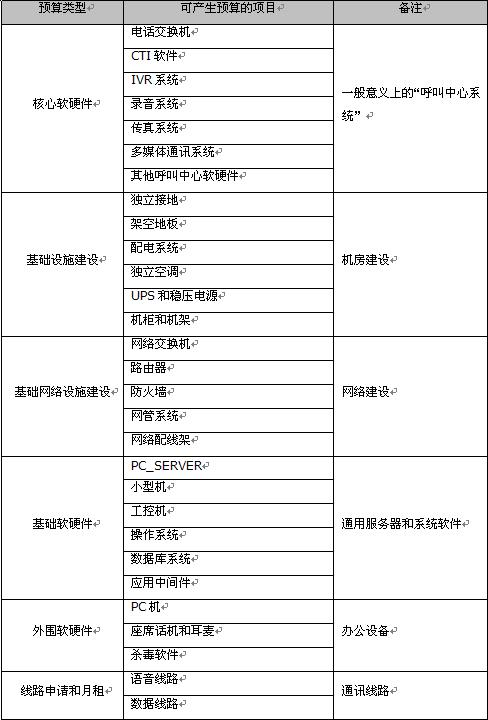 预算类型 可产生预算的项目 备注
核心软硬件
电话交换机
CTI 软件
IVR 系统
录音系统
传真系统
多媒体通讯系统
其他呼叫中心软硬件
一般意义上的“呼叫中心系
统”
基础设施建设
独立接地
架空地板
配电系统
独立空调
UPS 和稳压电源
机柜和机架
机房建设
基础网络设施建设
网络交换机
路由器
防火墙
网管系统
网络配线架
网络建设
基础软硬件
PC_SERVER
小型机
工控机
操作系统
数据库系统
应用中间件
通用服务器和系统软件
外围软硬件
PC 机
座席话机和耳麦
杀毒软件
办公设备
线路申请和月租
语音线路
数据线路
通讯线路